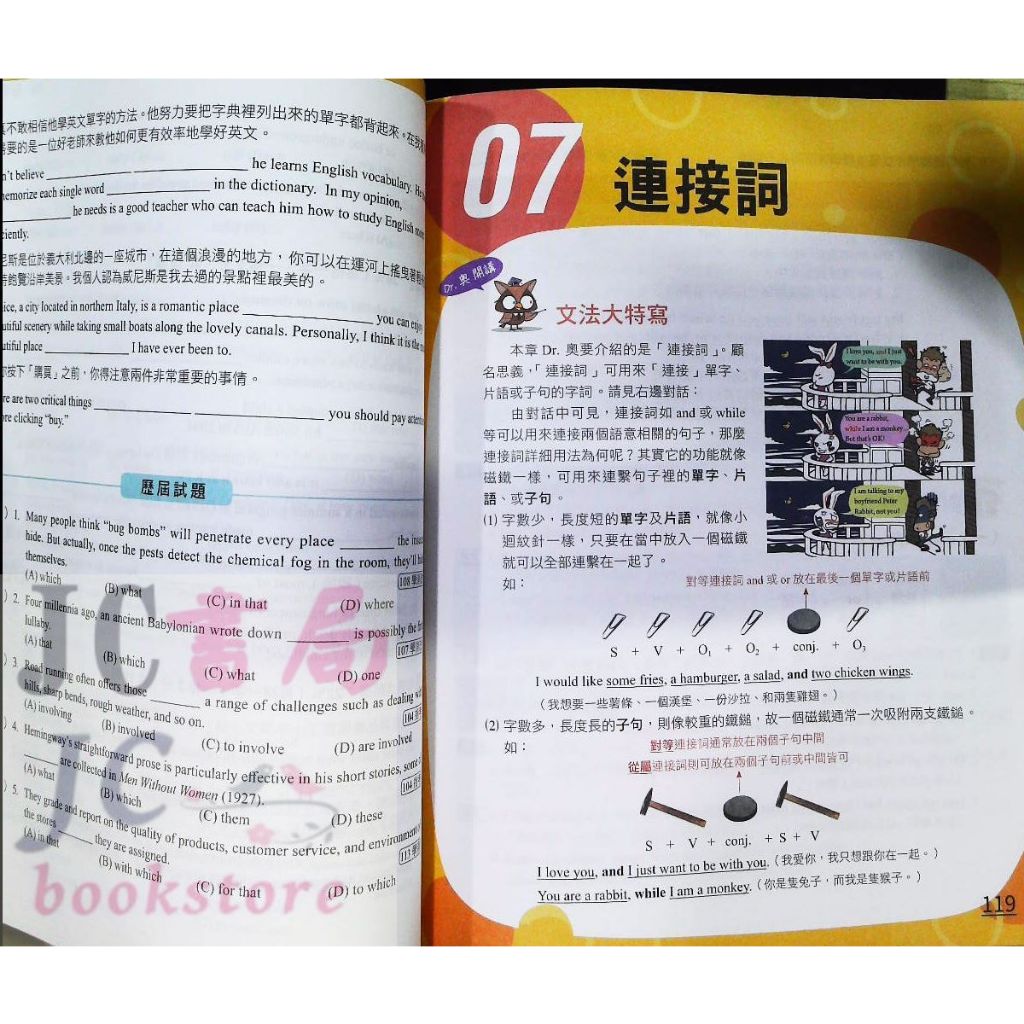 不敢相信他學英文單字的方法。他努力要把字典裡列出來的單字都背起來。在我
要的是一位好老師來教他如何更有效率地學好英文。
n't believe ____________ he learns English vocabulary. He
memorize each single word ____________ in the dictionary. In my opinion,
____________ he needs is a good teacher who can teach him how to study English
ciently.
尼斯是位於義大利北邊的一座城市,在這個浪漫的地方,你可以在運河上搖曳著
飽覽沿岸美景。我個人認為威尼斯是我去過的景點裡最美的。
ice, a city located in northern Italy, is a romantic place ____________ you can enjoy
utiful scenery while taking small boats along the lovely canals. Personally, I think it is the
utiful place ____________ I have ever been to.
按下「購買」之前,你得注意兩件非常重要的事情。
re are two critical things ____________ ____________ you should pay attention
ore clicking “buy.”
歷屆試題
) 1. Many people think “bug bombs” will penetrate every place ______ the
hide. But actually, once the pests detect the chemical fog in the room, they'll
themselves.
(A) which (B) what (C) in that (D) where
108
) 2. Four millennia ago, an ancient Babylonian wrote down ______ is possibly the
lullaby.
107
(A) that (B) which (C) what (D) one
) 3. Road running often offers those ______ a range of challenges such as dealing
hills, sharp bends, rough weather, and so on.
104
(A) involving (B) involved (C) to involve (D) are involved
) 4. Hemingway's straightforward prose is particularly effective in his short stories,
______ are collected in Men Without Women (1927).
104
(A) what (B) which (C) them (D) these
) 5. They grade and report on the quality of products, customer service, and environment
the stores ______ they are assigned.
(A) in that (B) with which (C) for that (D) to which
JC書局
JC
bookstore
07 連接詞
Dr. 奧 開講
文法大特寫
本章 Dr. 奧要介紹的是「連接詞」。顧
名思義,「連接詞」可用來「連接」單字、
片語或子句的字詞。請見右邊對話:
由對話中可見,連接詞如 and 或 while
等可以用來連接兩個語意相關的句子,那麼
連接詞詳細用法為何呢?其實它的功能就像
磁鐵一樣,可用來連繫句子裡的單字、片
語、或子句。
I love you, and I just
want to be with you.
You are a rabbit,
while I am a monkey.
But that's OK!
I am talking to my
boyfriend Peter
Rabbit, not you!
(1) 字數少,長度短的單字及片語,就像小
迴紋針一樣,只要在當中放入一個磁鐵
就可以全部連繫在一起了。
如:
對等連接詞 and 或 or 放在最後一個單字或片語前
S + V + O₁ + O₂ + conj. + O₃
I would like some fries, a hamburger, a salad, and two chicken wings.
(我想要一些薯條、一個漢堡、一份沙拉、和兩隻雞翅。)
(2) 字數多,長度長的子句,則像較重的鐵鎚,故一個磁鐵通常一次吸附兩支鐵鎚。
如:
對等連接詞通常放在兩個子句中間
從屬連接詞則可放在兩個子句前或中間皆可
S + V + conj. + S + V
I love you, and I just want to be with you.(我愛你,我只想跟你在一起。)
You are a rabbit, while I am a monkey.(你是隻兔子,而我是隻猴子。)
119